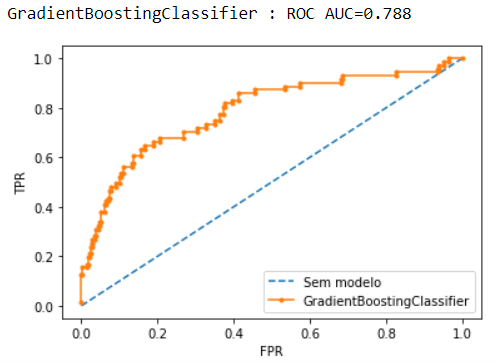 GradientBoostingClassifier : ROC AUC=0.788
1.0
0.8
0.6
0.4
0.2
0.0
TPR
Sem modelo
GradientBoostingClassifier
0.0 0.2 0.4 0.6 0.8 1.0
FPR